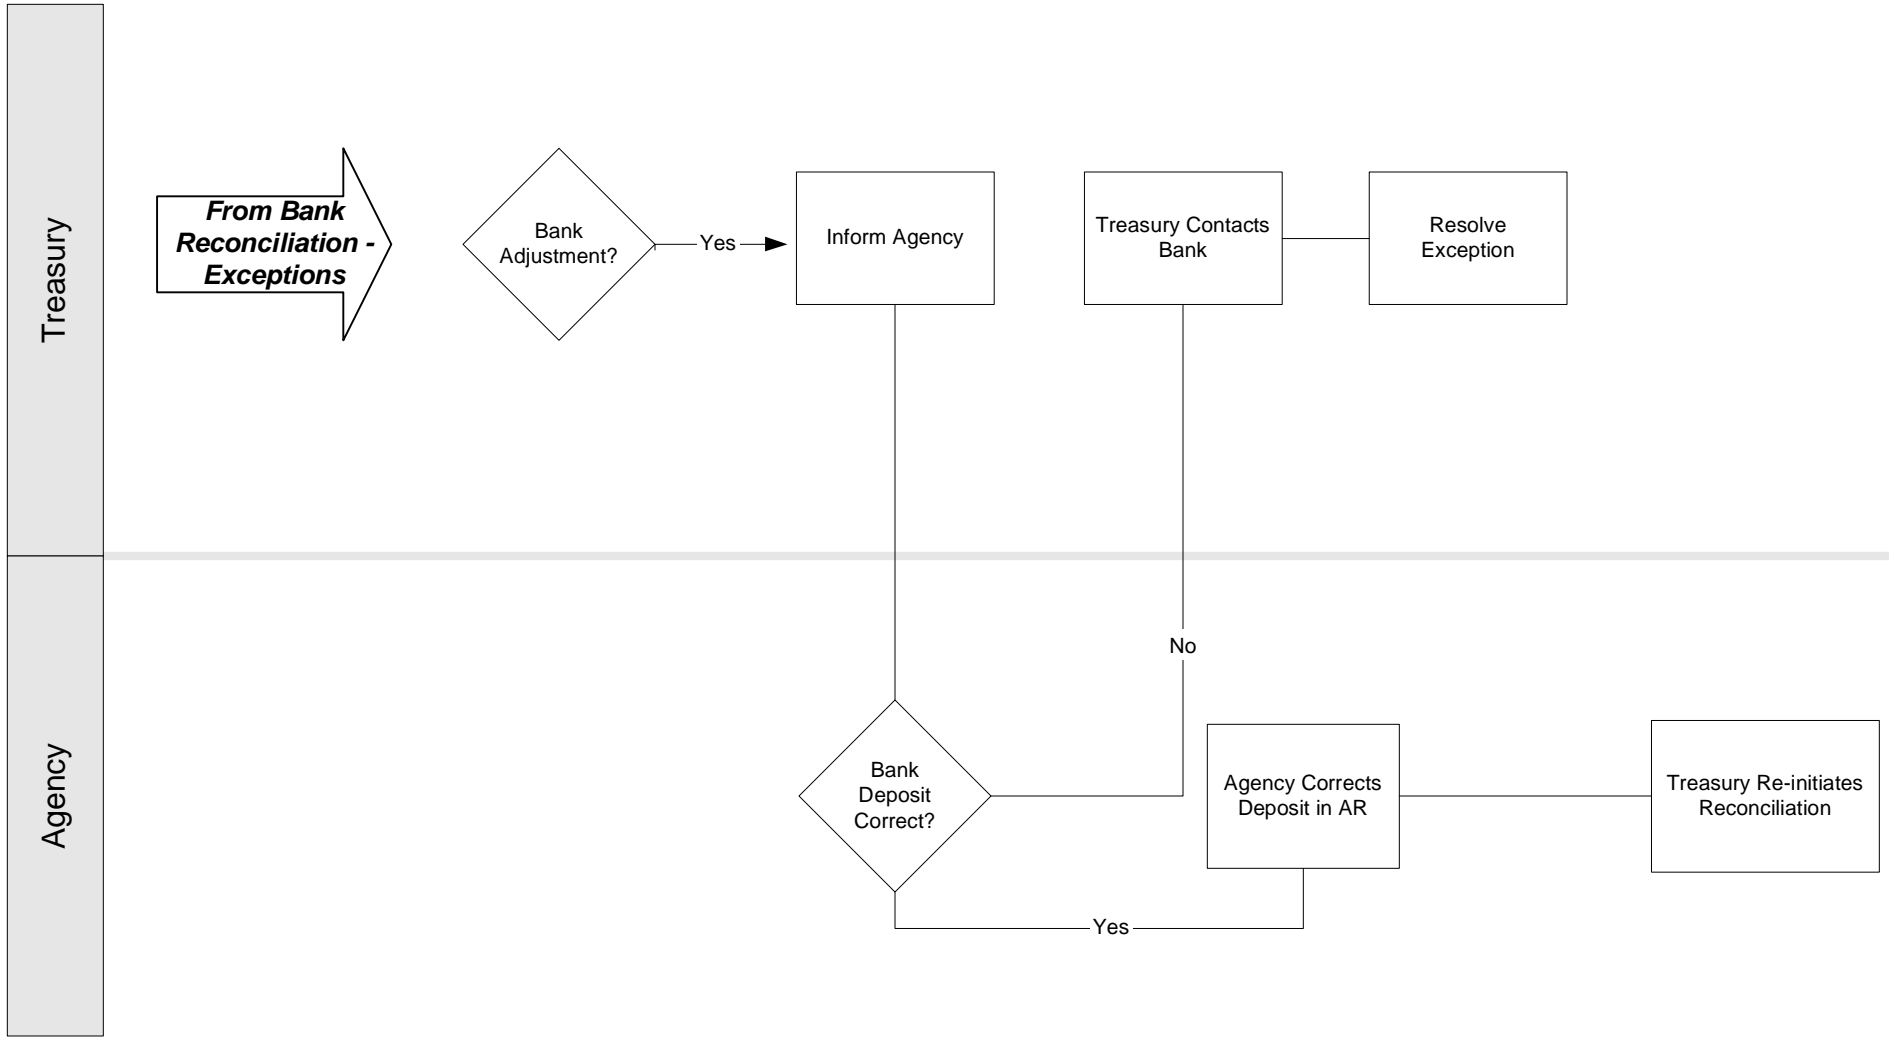 Treasury
From Bank
Reconciliation -
Exceptions
Bank
Adjustment?
Yes
Inform Agency
Treasury Contacts
Bank
Resolve
Exception
No
Agency
Bank
Deposit
Correct?
Agency Corrects
Deposit in AR
Treasury Re-initiates
Reconciliation
Yes